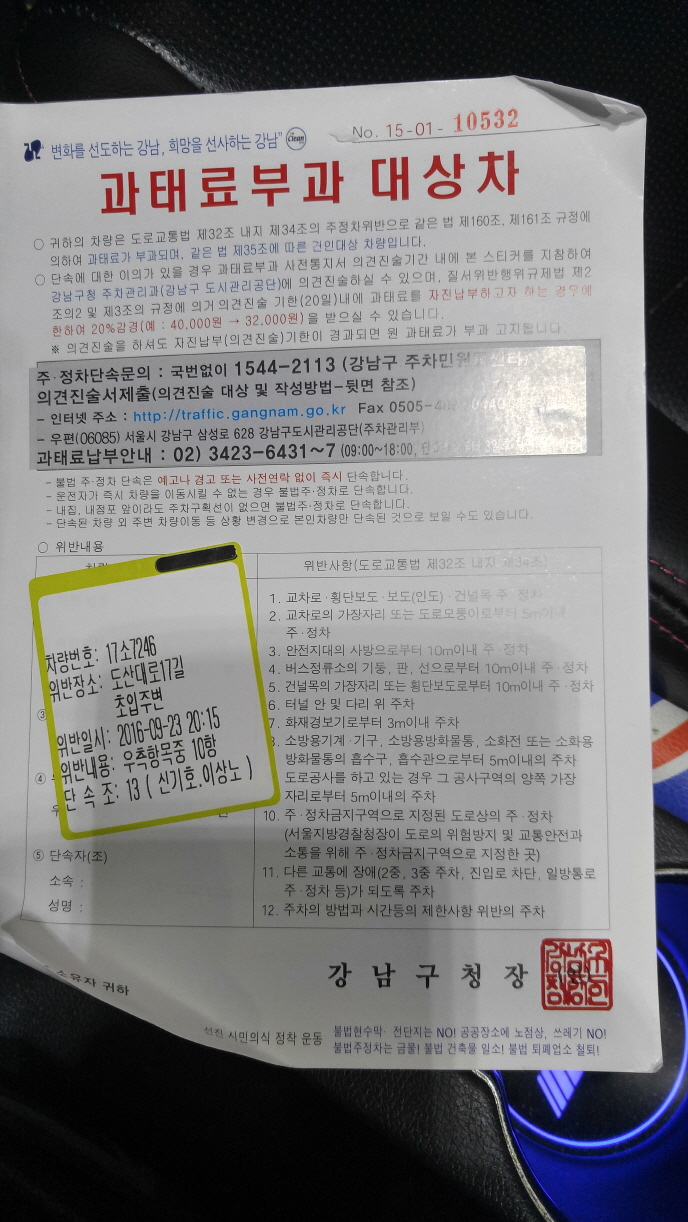 변화를 선도하는 강남, 희망을 선사하는 강남" Clean
No. 15-01- 10532
과태료부과 대상차
○ 귀하의 차량은 도로교통법 제32조 내지 제34조의 주정차위반으로 같은 법 제160조, 제161조 규정에
의하여 과태료가 부과되며, 같은 법 제35조에 따른 견인대상 차량입니다.
○ 단속에 대한 이의가 있을 경우 과태료부과 사전통지서 의견진술기간 내에 본 스티커를 지참하여
강남구청 주차관리과(강남구 도시관리공단)에 의견진술하실 수 있으며, 질서위반행위규제법 제2
조의2 및 제3조의 규정에 의거 의견진술 기한(20일)내에 과태료를 자진납부하고자 하는 경우에
한하여 20%감경(예 : 40,000원 → 32,000원)을 받으실 수 있습니다.
※ 의견진술을 하셔도 자진납부(의견진술)기한이 경과되면 원 과태료가 부과 고지됩니다.
주·정차단속문의 : 국번없이 1544-2113 (강남구 주차민원
의견진술서제출(의견진술 대상 및 작성방법-뒷면 참조)
- 인터넷 주소 : http://traffic.gangnam.go.kr Fax 0505-
- 우편(06085) 서울시 강남구 삼성로 628 강남구도시관리공단(주차관리부)
과태료납부안내 : 02) 3423-6431~7 (09:00~18:00,
- 불법 주·정차 단속은 예고나 경고 또는 사전연락 없이 즉시 단속합니다.
- 운전자가 즉시 차량을 이동시킬 수 없는 경우 불법주·정차로 단속합니다.
- 내집, 내점포 앞이라도 주차구획선이 없으면 불법주·정차로 단속합니다.
- 단속된 차량 외 주변 차량이동 등 상황 변경으로 본인차량만 단속된 것으로 보일 수도 있습니다.
○ 위반내용
위반사항(도로교통법 제32조 내지 제34조)
차량번호: 17소7246
위반장소: 도산대로17길
초입주변
위반일시: 2016-09-23 20:15
위반내용: 우측항목중 10항
단 속 조: 13 ( 신기호.이상노 )
③
④
⑤ 단속자(조)
소속 :
성명 :
1. 교차로·횡단보도·보도(인도)·건널목 주·정차
2. 교차로의 가장자리 또는 도로모퉁이로부터 5m이내
주·정차
3. 안전지대의 사방으로부터 10m이내 주·정차
4. 버스정류소의 기둥, 판, 선으로부터 10m이내 주·정차
5. 건널목의 가장자리 또는 횡단보도로부터 10m이내 주·정차
6. 터널 안 및 다리 위 주차
7. 화재경보기로부터 3m이내 주차
8. 소방용기계·기구, 소방용방화물통, 소화전 또는 소화용
방화물통의 흡수구, 흡수관으로부터 5m이내의 주차
도로공사를 하고 있는 경우 그 공사구역의 양쪽 가장
자리로부터 5m이내의 주차
10. 주·정차금지구역으로 지정된 도로상의 주·정차
(서울지방경찰청장이 도로의 위험방지 및 교통안전과
소통을 위해 주·정차금지구역으로 지정한 곳)
11. 다른 교통에 장애(2중, 3중 주차, 진입로 차단, 일방통로
주·정차 등)가 되도록 주차
12. 주차의 방법과 시간등의 제한사항 위반의 주차
소유자 귀하
강 남 구 청 장
선진 시민의식 정착 운동
불법현수막· 전단지는 NO! 공공장소에 노점상, 쓰레기 NO!
불법주정차는 금물! 불법 건축물 일소! 불법 퇴폐업소 철퇴!